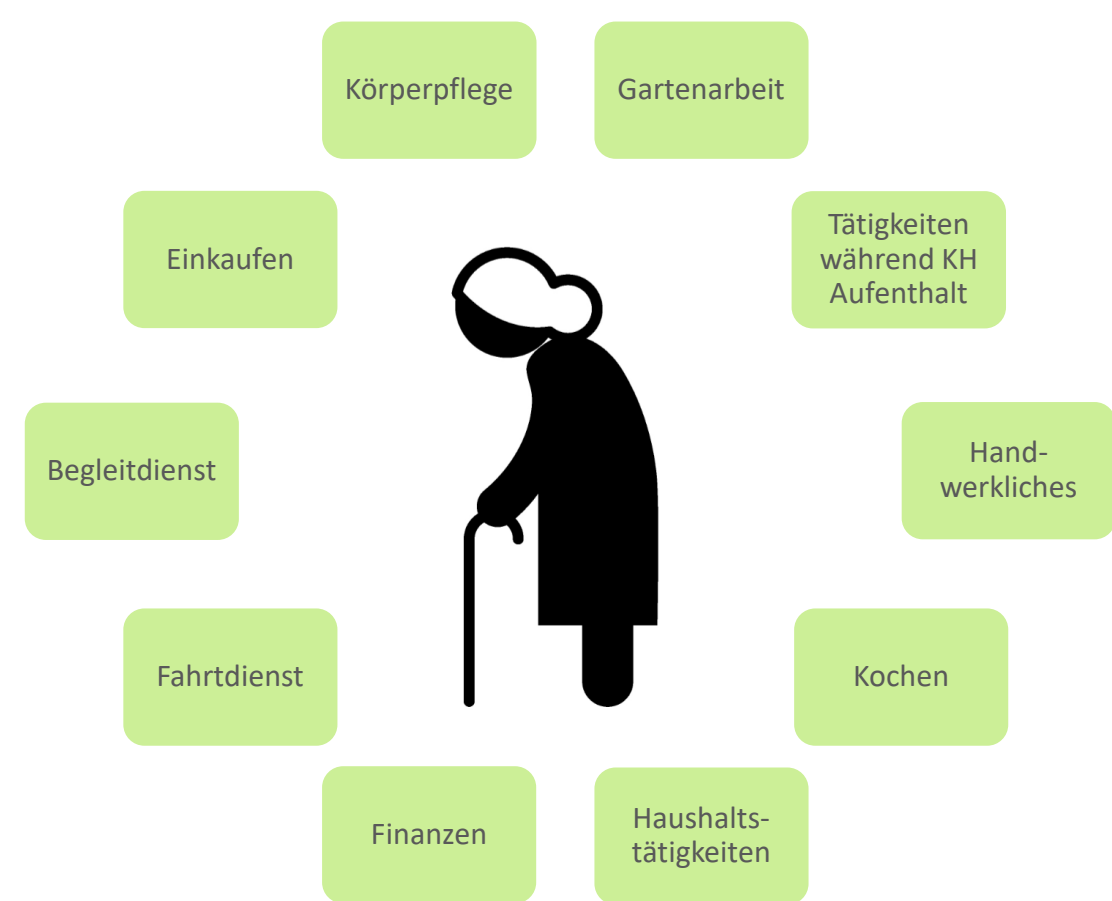 Körperpflege
Gartenarbeit
Einkaufen
Tätigkeiten
während KH
Aufenthalt
Begleitdienst
Hand-
werkliches
Fahrtdienst
Kochen
Finanzen
Haushalts-
tätigkeiten